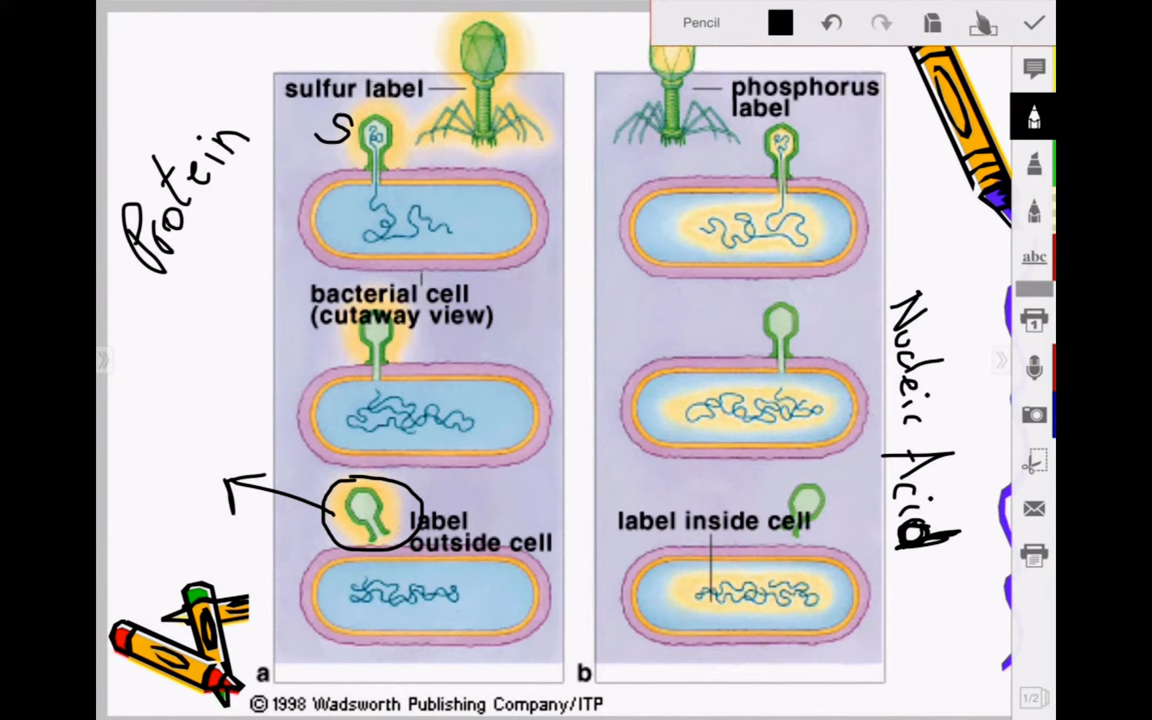 Pencil
sulfur label
phosphorus
label
S
Protein
abc
bacterial cell
(cutaway view)
1
Nucleic Acid
label
outside cell
label inside cell
a
b
1/2
© 1998 Wadsworth Publishing Company/ITP